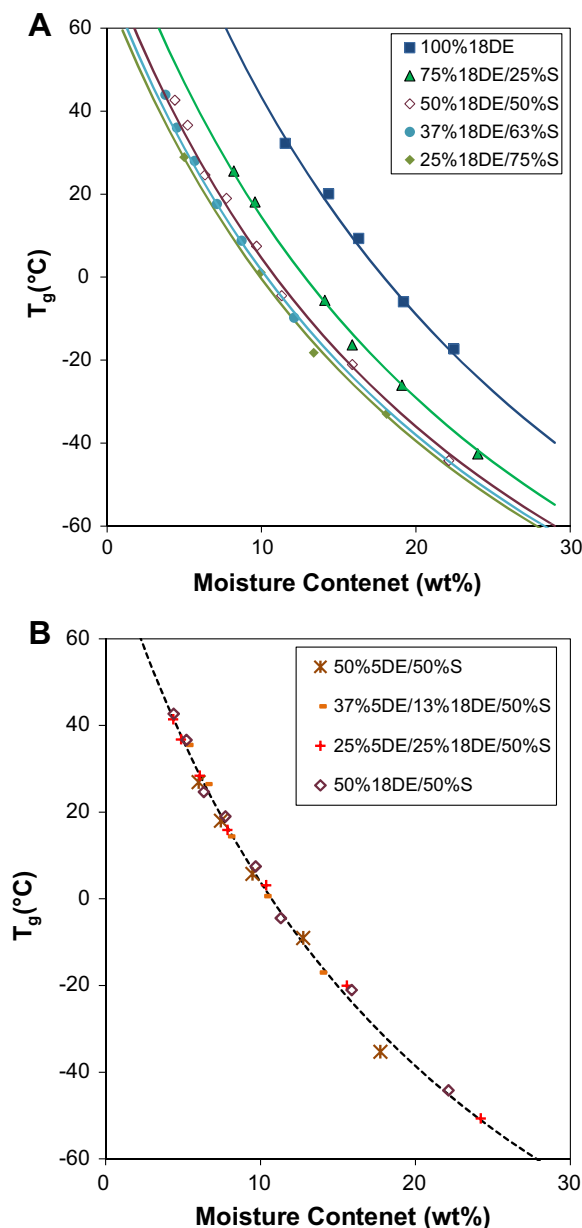 A
60
40
20
0
-20
-40
-60
T_g(°C)
100%18DE
75%18DE/25%S
50%18DE/50%S
37%18DE/63%S
25%18DE/75%S
0 10 20 30
Moisture Contenet (wt%)
B
60
40
20
0
-20
-40
-60
T_g(°C)
50%5DE/50%S
37%5DE/13%18DE/50%S
25%5DE/25%18DE/50%S
50%18DE/50%S
0 10 20 30
Moisture Contenet (wt%)